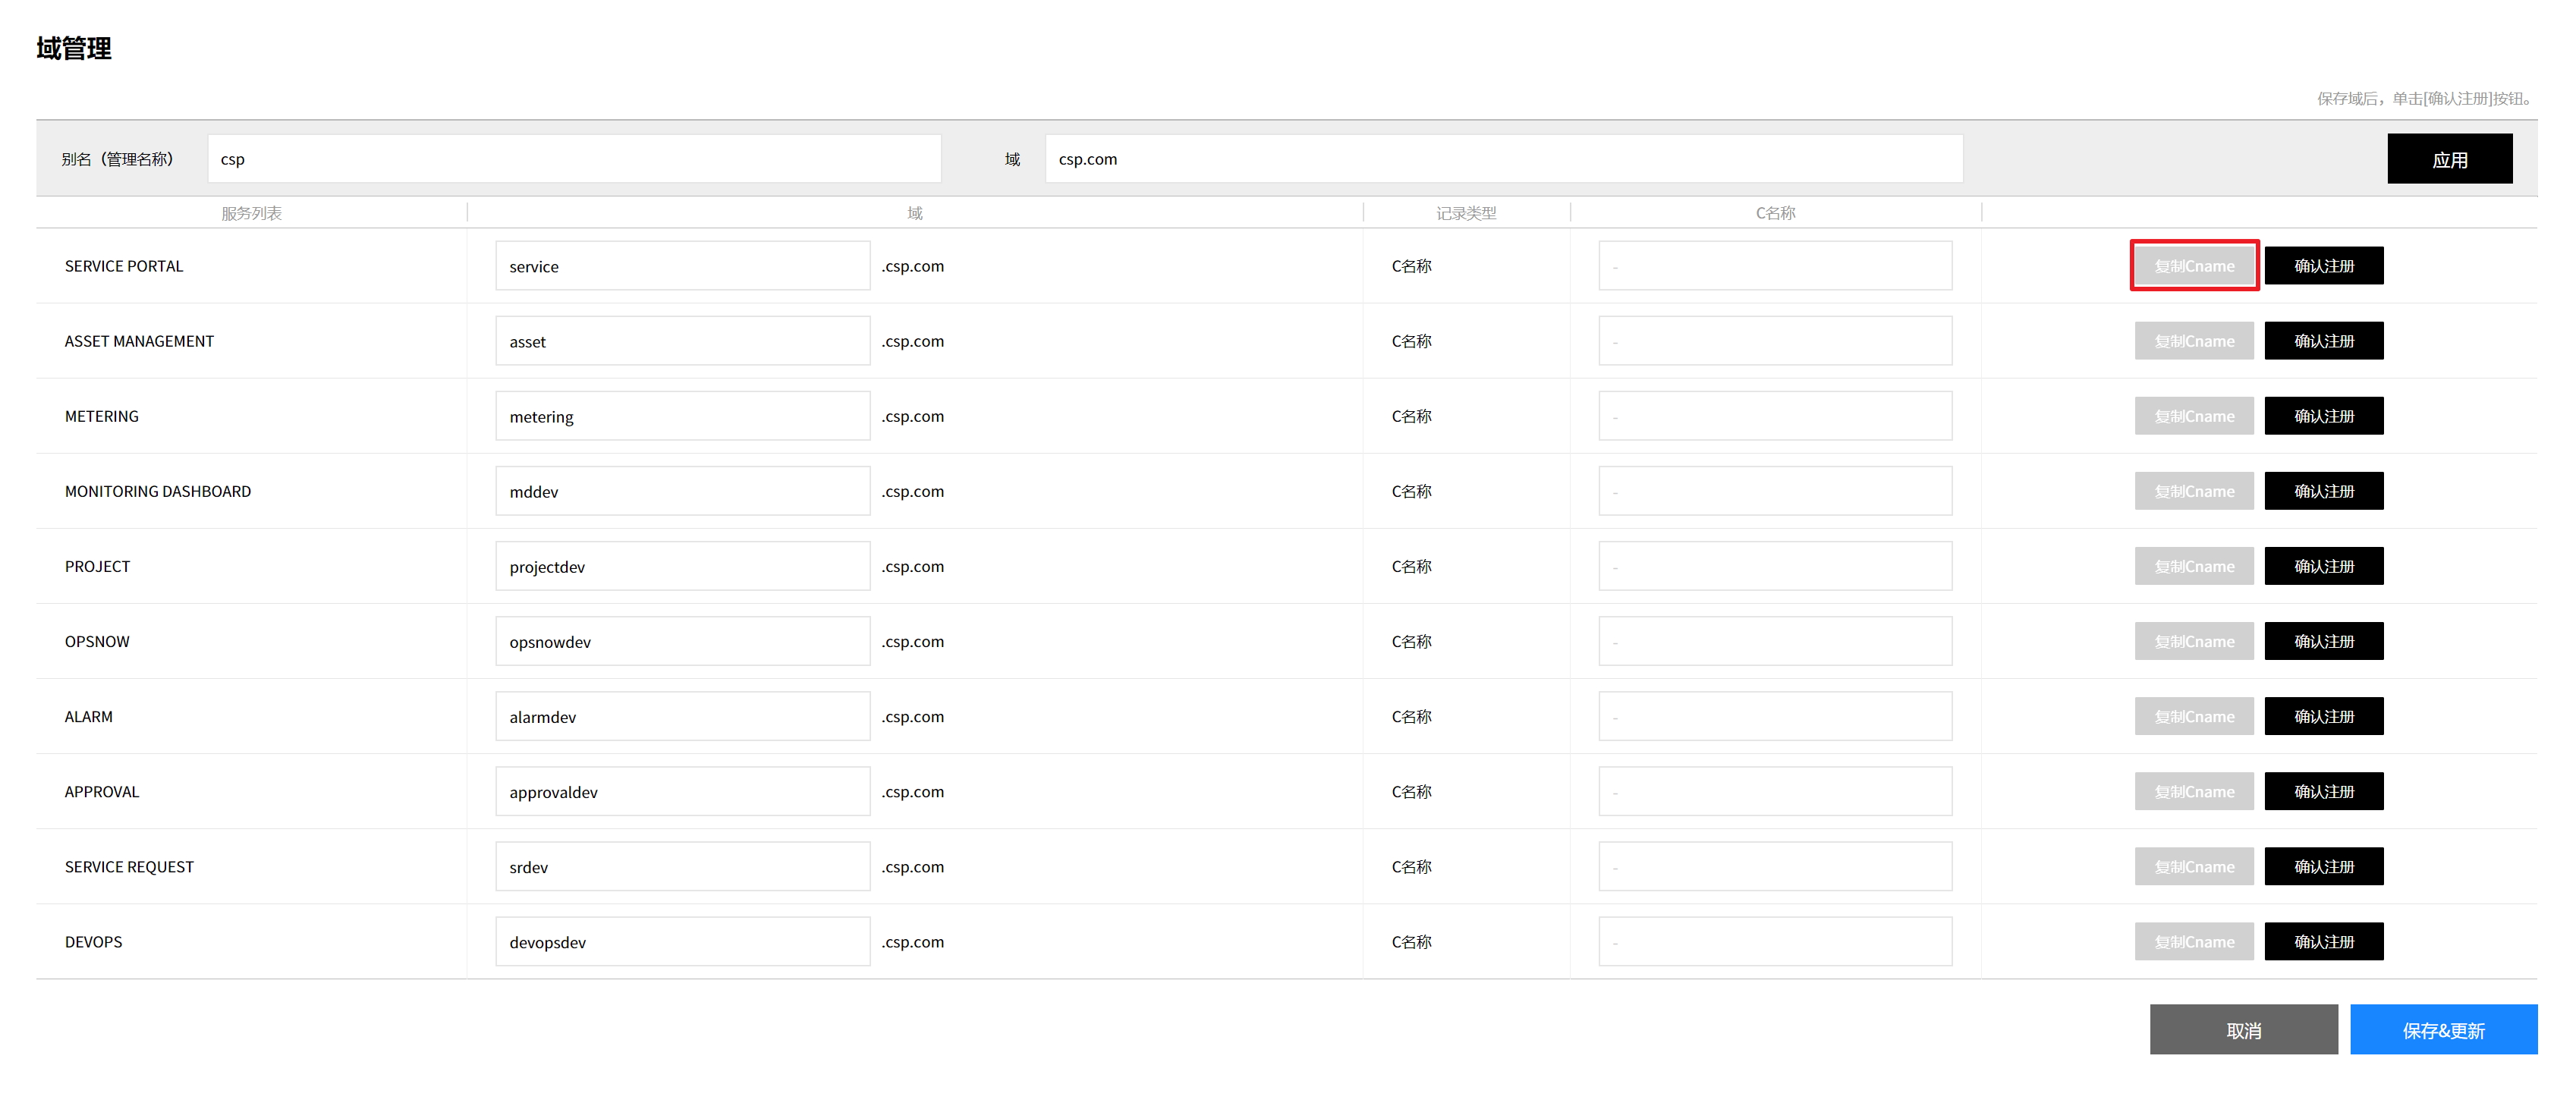 域管理
保存域后，单击[确认注册]按钮。
别名（管理名称） csp 域 csp.com 应用
服务列表 域 记录类型 C名称
SERVICE PORTAL service .csp.com C名称 - 复制Cname 确认注册
ASSET MANAGEMENT asset .csp.com C名称 - 复制Cname 确认注册
METERING metering .csp.com C名称 - 复制Cname 确认注册
MONITORING DASHBOARD mddev .csp.com C名称 - 复制Cname 确认注册
PROJECT projectdev .csp.com C名称 - 复制Cname 确认注册
OPSNOW opsnowdev .csp.com C名称 - 复制Cname 确认注册
ALARM alarmdev .csp.com C名称 - 复制Cname 确认注册
APPROVAL approvaldev .csp.com C名称 - 复制Cname 确认注册
SERVICE REQUEST srdev .csp.com C名称 - 复制Cname 确认注册
DEVOPS devopsdev .csp.com C名称 - 复制Cname 确认注册
取消 保存&更新